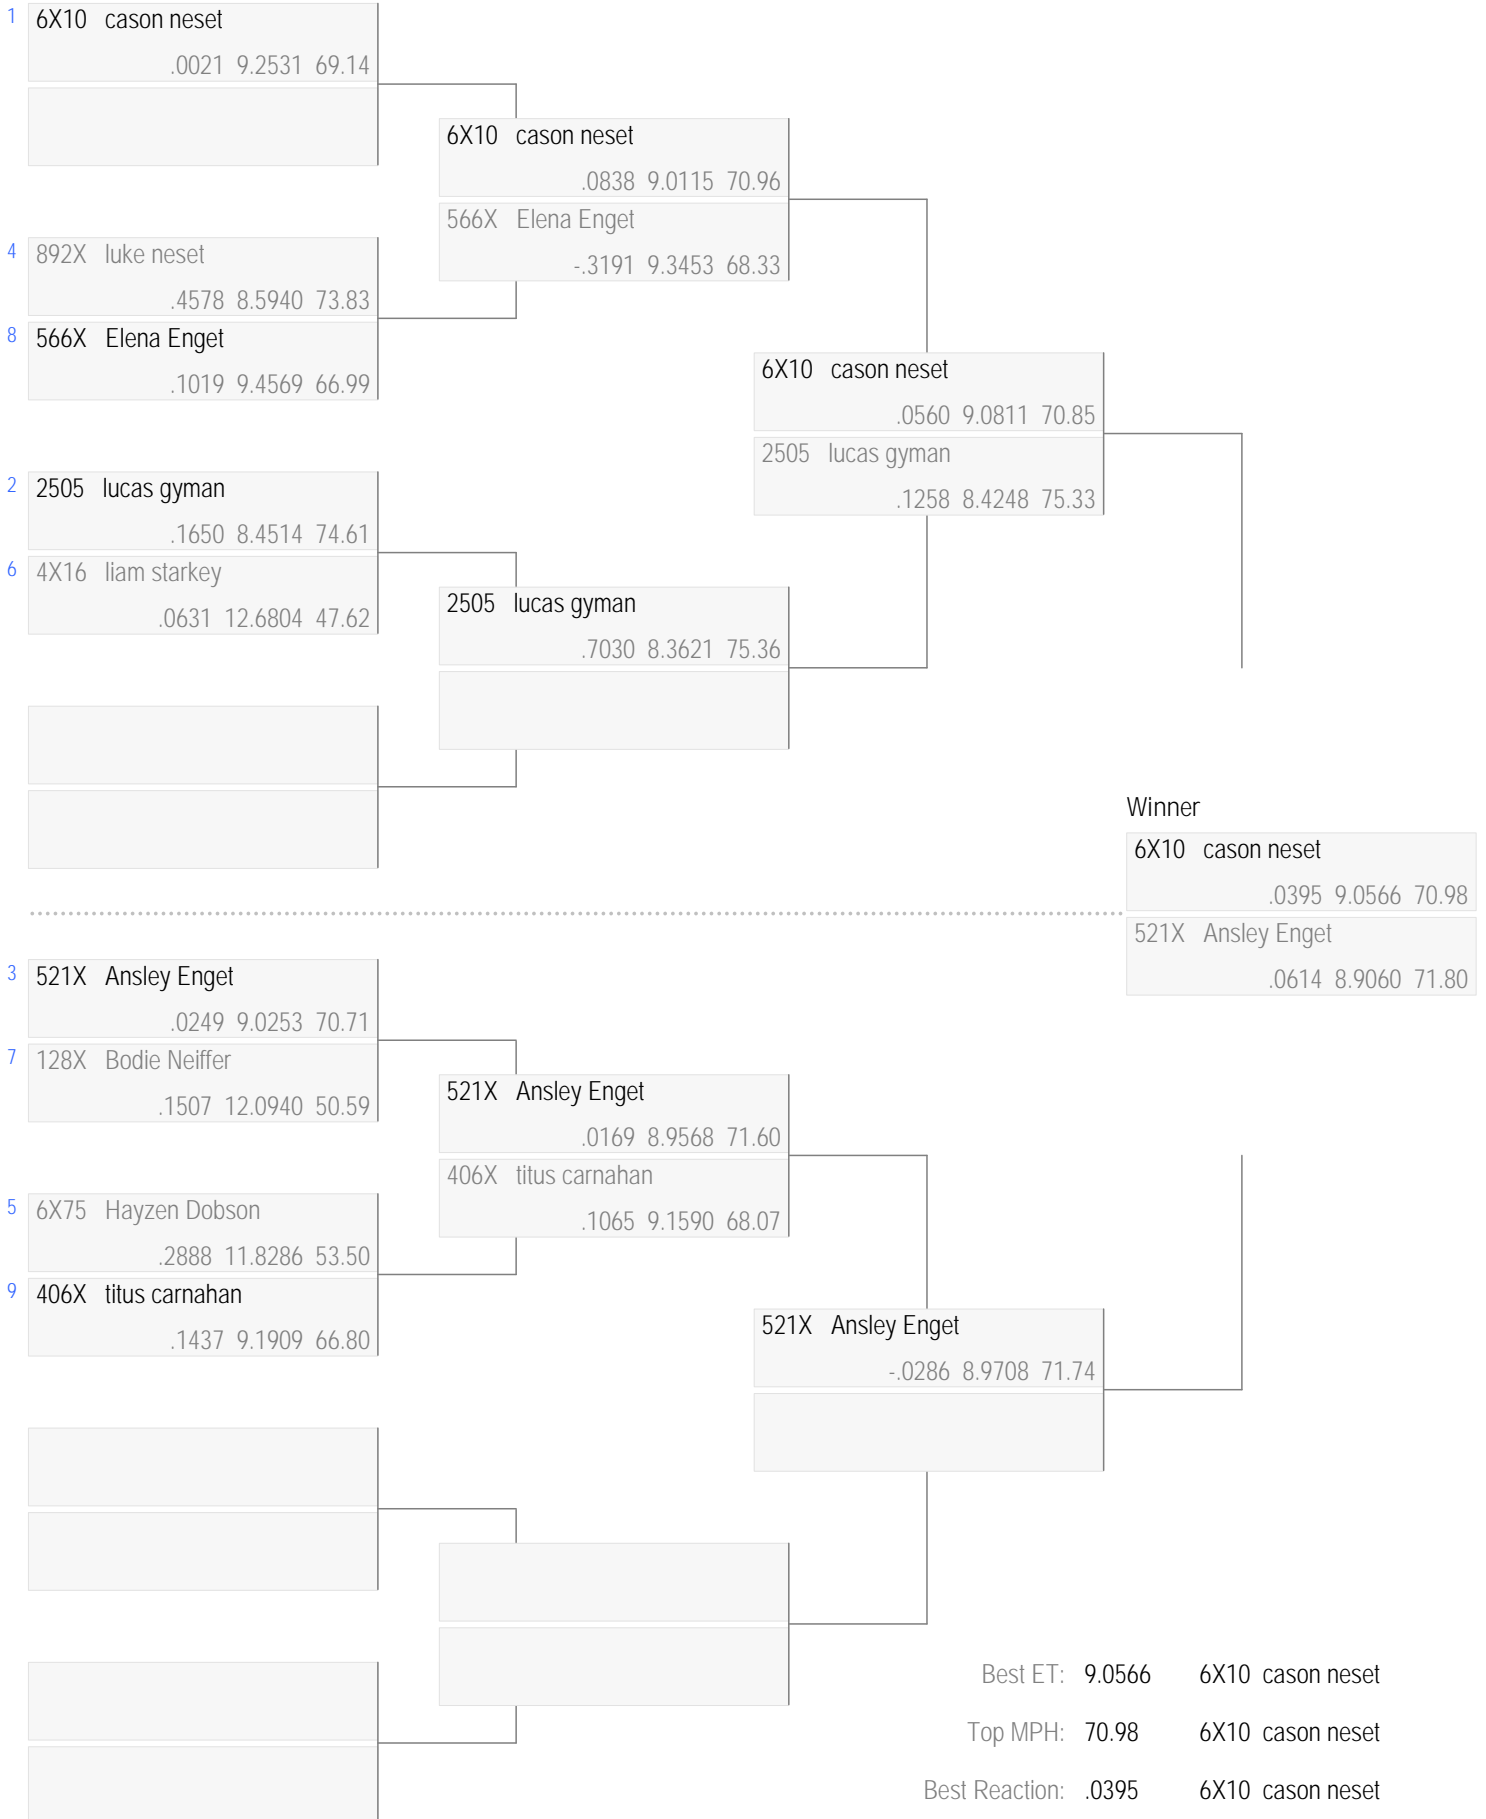 1 6X10 cason neset
.0021 9.2531 69.14
6X10 cason neset
.0838 9.0115 70.96
566X Elena Enget
-.3191 9.3453 68.33
4 892X luke neset
.4578 8.5940 73.83
8 566X Elena Enget
.1019 9.4569 66.99
6X10 cason neset
.0560 9.0811 70.85
2505 lucas gyman
.1258 8.4248 75.33
2 2505 lucas gyman
.1650 8.4514 74.61
6 4X16 liam starkey
.0631 12.6804 47.62
2505 lucas gyman
.7030 8.3621 75.36
Winner
6X10 cason neset
.0395 9.0566 70.98
521X Ansley Enget
.0614 8.9060 71.80
3 521X Ansley Enget
.0249 9.0253 70.71
7 128X Bodie Neiffer
.1507 12.0940 50.59
521X Ansley Enget
.0169 8.9568 71.60
406X titus carnahan
.1065 9.1590 68.07
5 6X75 Hayzen Dobson
.2888 11.8286 53.50
9 406X titus carnahan
.1437 9.1909 66.80
521X Ansley Enget
-.0286 8.9708 71.74
Best ET: 9.0566 6X10 cason neset
Top MPH: 70.98 6X10 cason neset
Best Reaction: .0395 6X10 cason neset